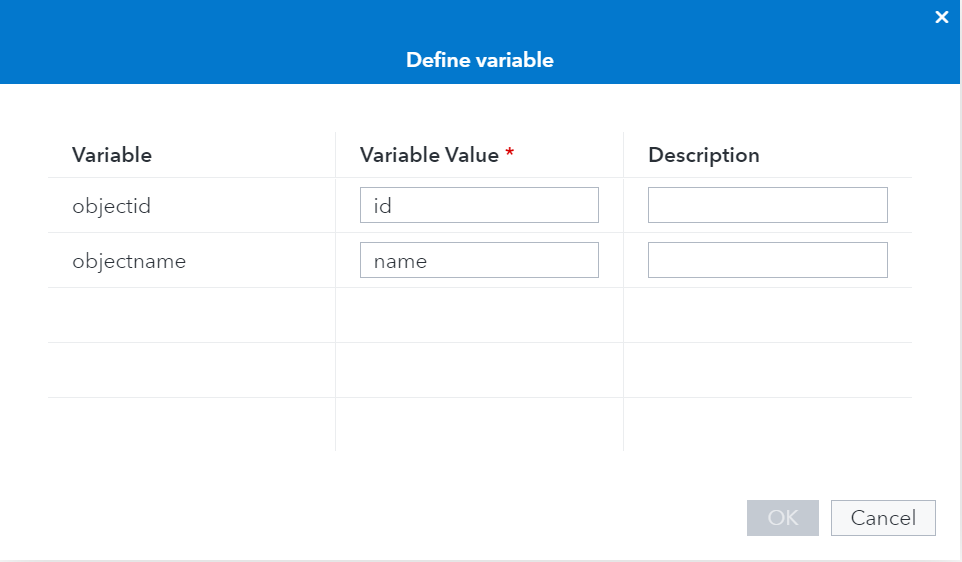 Define variable
Variable Variable Value * Description
objectid id
objectname name
OK Cancel